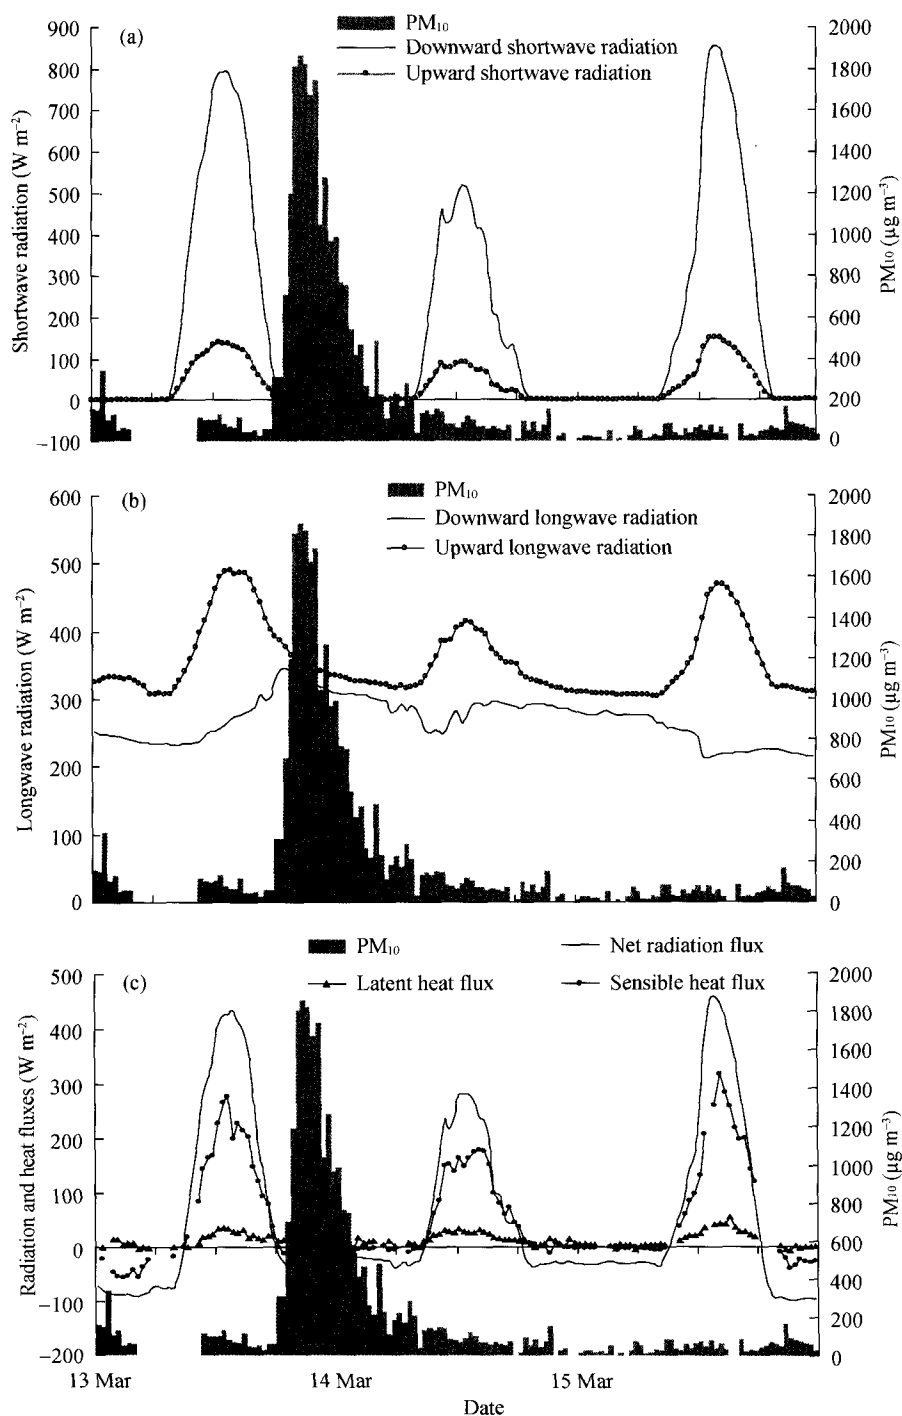 (a)
PM₁₀
Downward shortwave radiation
Upward shortwave radiation
Shortwave radiation (W m⁻²)
900
800
700
600
500
400
300
200
100
0
−100
2000
1800
1600
1400
1200
1000
800
600
400
200
0
PM₁₀ (μg m⁻³)
(b)
PM₁₀
Downward longwave radiation
Upward longwave radiation
Longwave radiation (W m⁻²)
600
500
400
300
200
100
0
2000
1800
1600
1400
1200
1000
800
600
400
200
0
PM₁₀ (μg m⁻³)
PM₁₀
Net radiation flux
(c)
Latent heat flux
Sensible heat flux
Radiation and heat fluxes (W m⁻²)
500
400
300
200
100
0
−100
−200
2000
1800
1600
1400
1200
1000
800
600
400
200
0
PM₁₀ (μg m⁻³)
13 Mar
14 Mar
15 Mar
Date